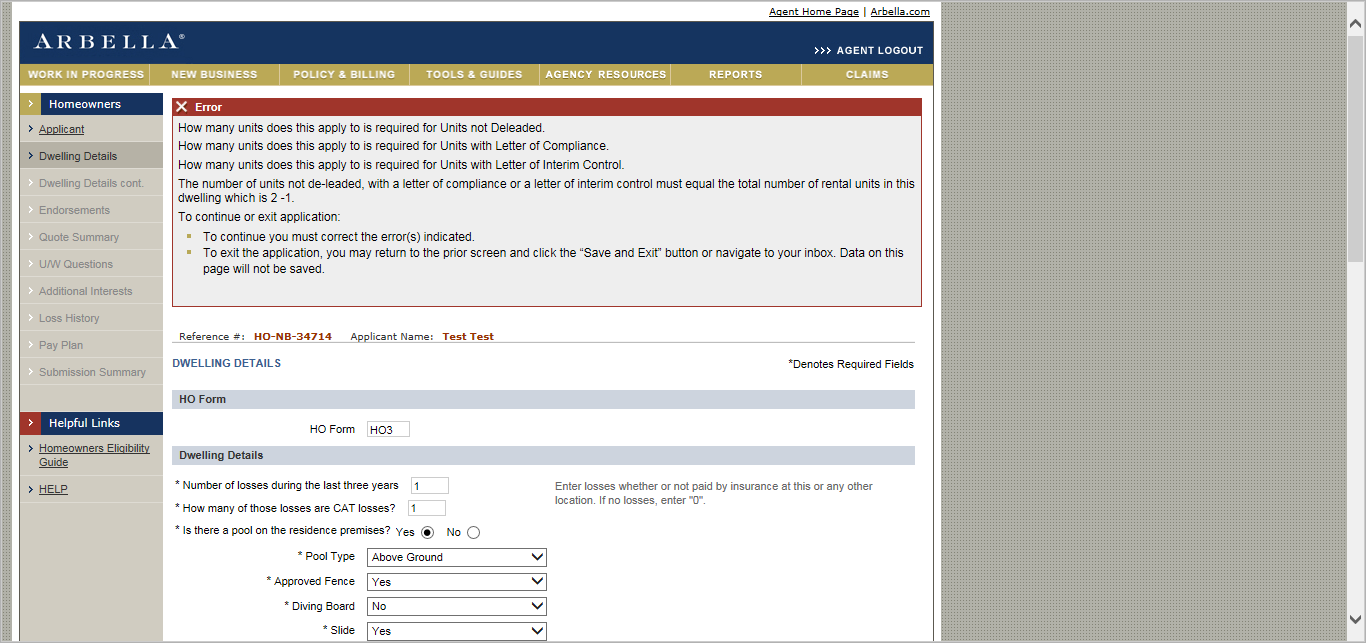 Agent Home Page | Arbella.com
ARBELLA®
>>> AGENT LOGOUT
WORK IN PROGRESS NEW BUSINESS POLICY & BILLING TOOLS & GUIDES AGENCY RESOURCES REPORTS CLAIMS
Homeowners
Applicant
Dwelling Details
Dwelling Details cont.
Endorsements
Quote Summary
U/W Questions
Additional Interests
Loss History
Pay Plan
Submission Summary
Helpful Links
Homeowners Eligibility
Guide
HELP
Error
How many units does this apply to is required for Units not Deleaded.
How many units does this apply to is required for Units with Letter of Compliance.
How many units does this apply to is required for Units with Letter of Interim Control.
The number of units not de-leaded, with a letter of compliance or a letter of interim control must equal the total number of rental units in this
dwelling which is 2 -1.
To continue or exit application:
To continue you must correct the error(s) indicated.
To exit the application, you may return to the prior screen and click the “Save and Exit” button or navigate to your inbox. Data on this
page will not be saved.
Reference #: HO-NB-34714 Applicant Name: Test Test
DWELLING DETAILS
*Denotes Required Fields
HO Form
HO Form HO3
Dwelling Details
* Number of losses during the last three years 1
Enter losses whether or not paid by insurance at this or any other
location. If no losses, enter "0".
* How many of those losses are CAT losses? 1
* Is there a pool on the residence premises? Yes No
* Pool Type Above Ground
* Approved Fence Yes
* Diving Board No
* Slide Yes